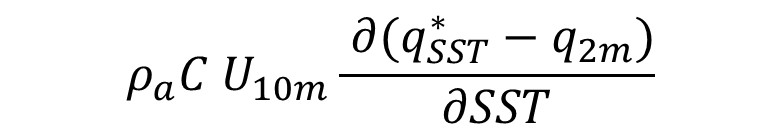 ρ_a C U_{10m} ∂(q^*_{SST} − q_{2m}) / ∂SST